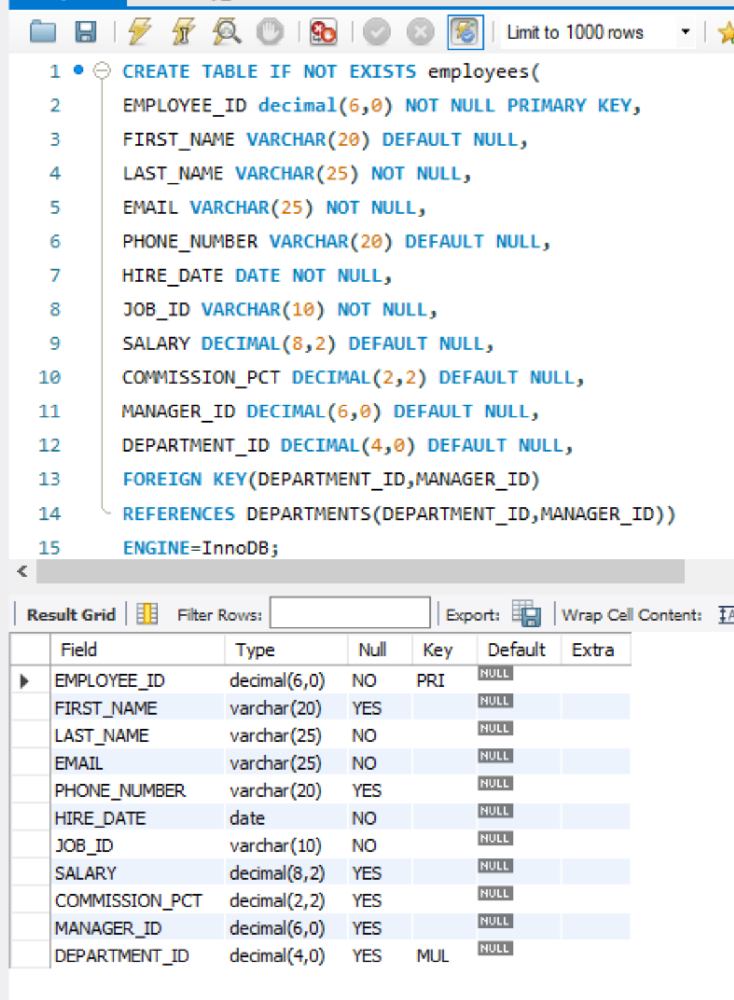 Limit to 1000 rows
1 CREATE TABLE IF NOT EXISTS employees(
2 EMPLOYEE_ID decimal(6,0) NOT NULL PRIMARY KEY,
3 FIRST_NAME VARCHAR(20) DEFAULT NULL,
4 LAST_NAME VARCHAR(25) NOT NULL,
5 EMAIL VARCHAR(25) NOT NULL,
6 PHONE_NUMBER VARCHAR(20) DEFAULT NULL,
7 HIRE_DATE DATE NOT NULL,
8 JOB_ID VARCHAR(10) NOT NULL,
9 SALARY DECIMAL(8,2) DEFAULT NULL,
10 COMMISSION_PCT DECIMAL(2,2) DEFAULT NULL,
11 MANAGER_ID DECIMAL(6,0) DEFAULT NULL,
12 DEPARTMENT_ID DECIMAL(4,0) DEFAULT NULL,
13 FOREIGN KEY(DEPARTMENT_ID,MANAGER_ID)
14 REFERENCES DEPARTMENTS(DEPARTMENT_ID,MANAGER_ID))
15 ENGINE=InnoDB;
Result Grid Filter Rows: Export: Wrap Cell Content:
Field Type Null Key Default Extra
EMPLOYEE_ID decimal(6,0) NO PRI NULL
FIRST_NAME varchar(20) YES NULL
LAST_NAME varchar(25) NO NULL
EMAIL varchar(25) NO NULL
PHONE_NUMBER varchar(20) YES NULL
HIRE_DATE date NO NULL
JOB_ID varchar(10) NO NULL
SALARY decimal(8,2) YES NULL
COMMISSION_PCT decimal(2,2) YES NULL
MANAGER_ID decimal(6,0) YES NULL
DEPARTMENT_ID decimal(4,0) YES MUL NULL